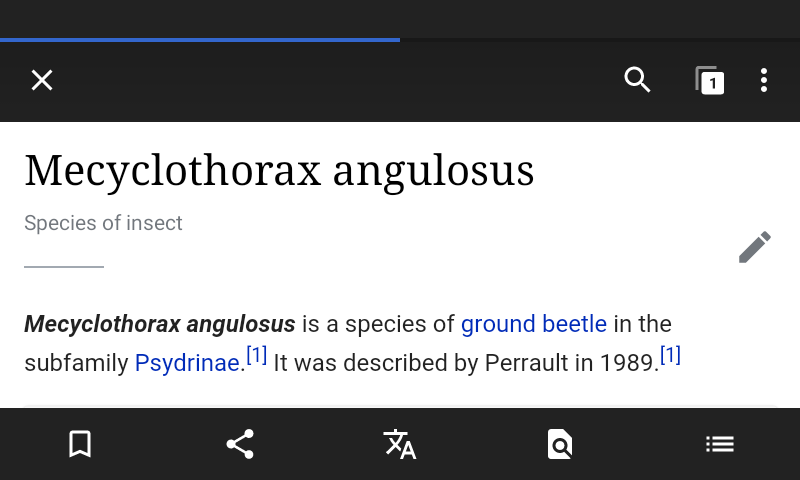 1
Mecyclothorax angulosus
Species of insect
Mecyclothorax angulosus is a species of ground beetle in the
subfamily Psydrinae.[1] It was described by Perrault in 1989.[1]